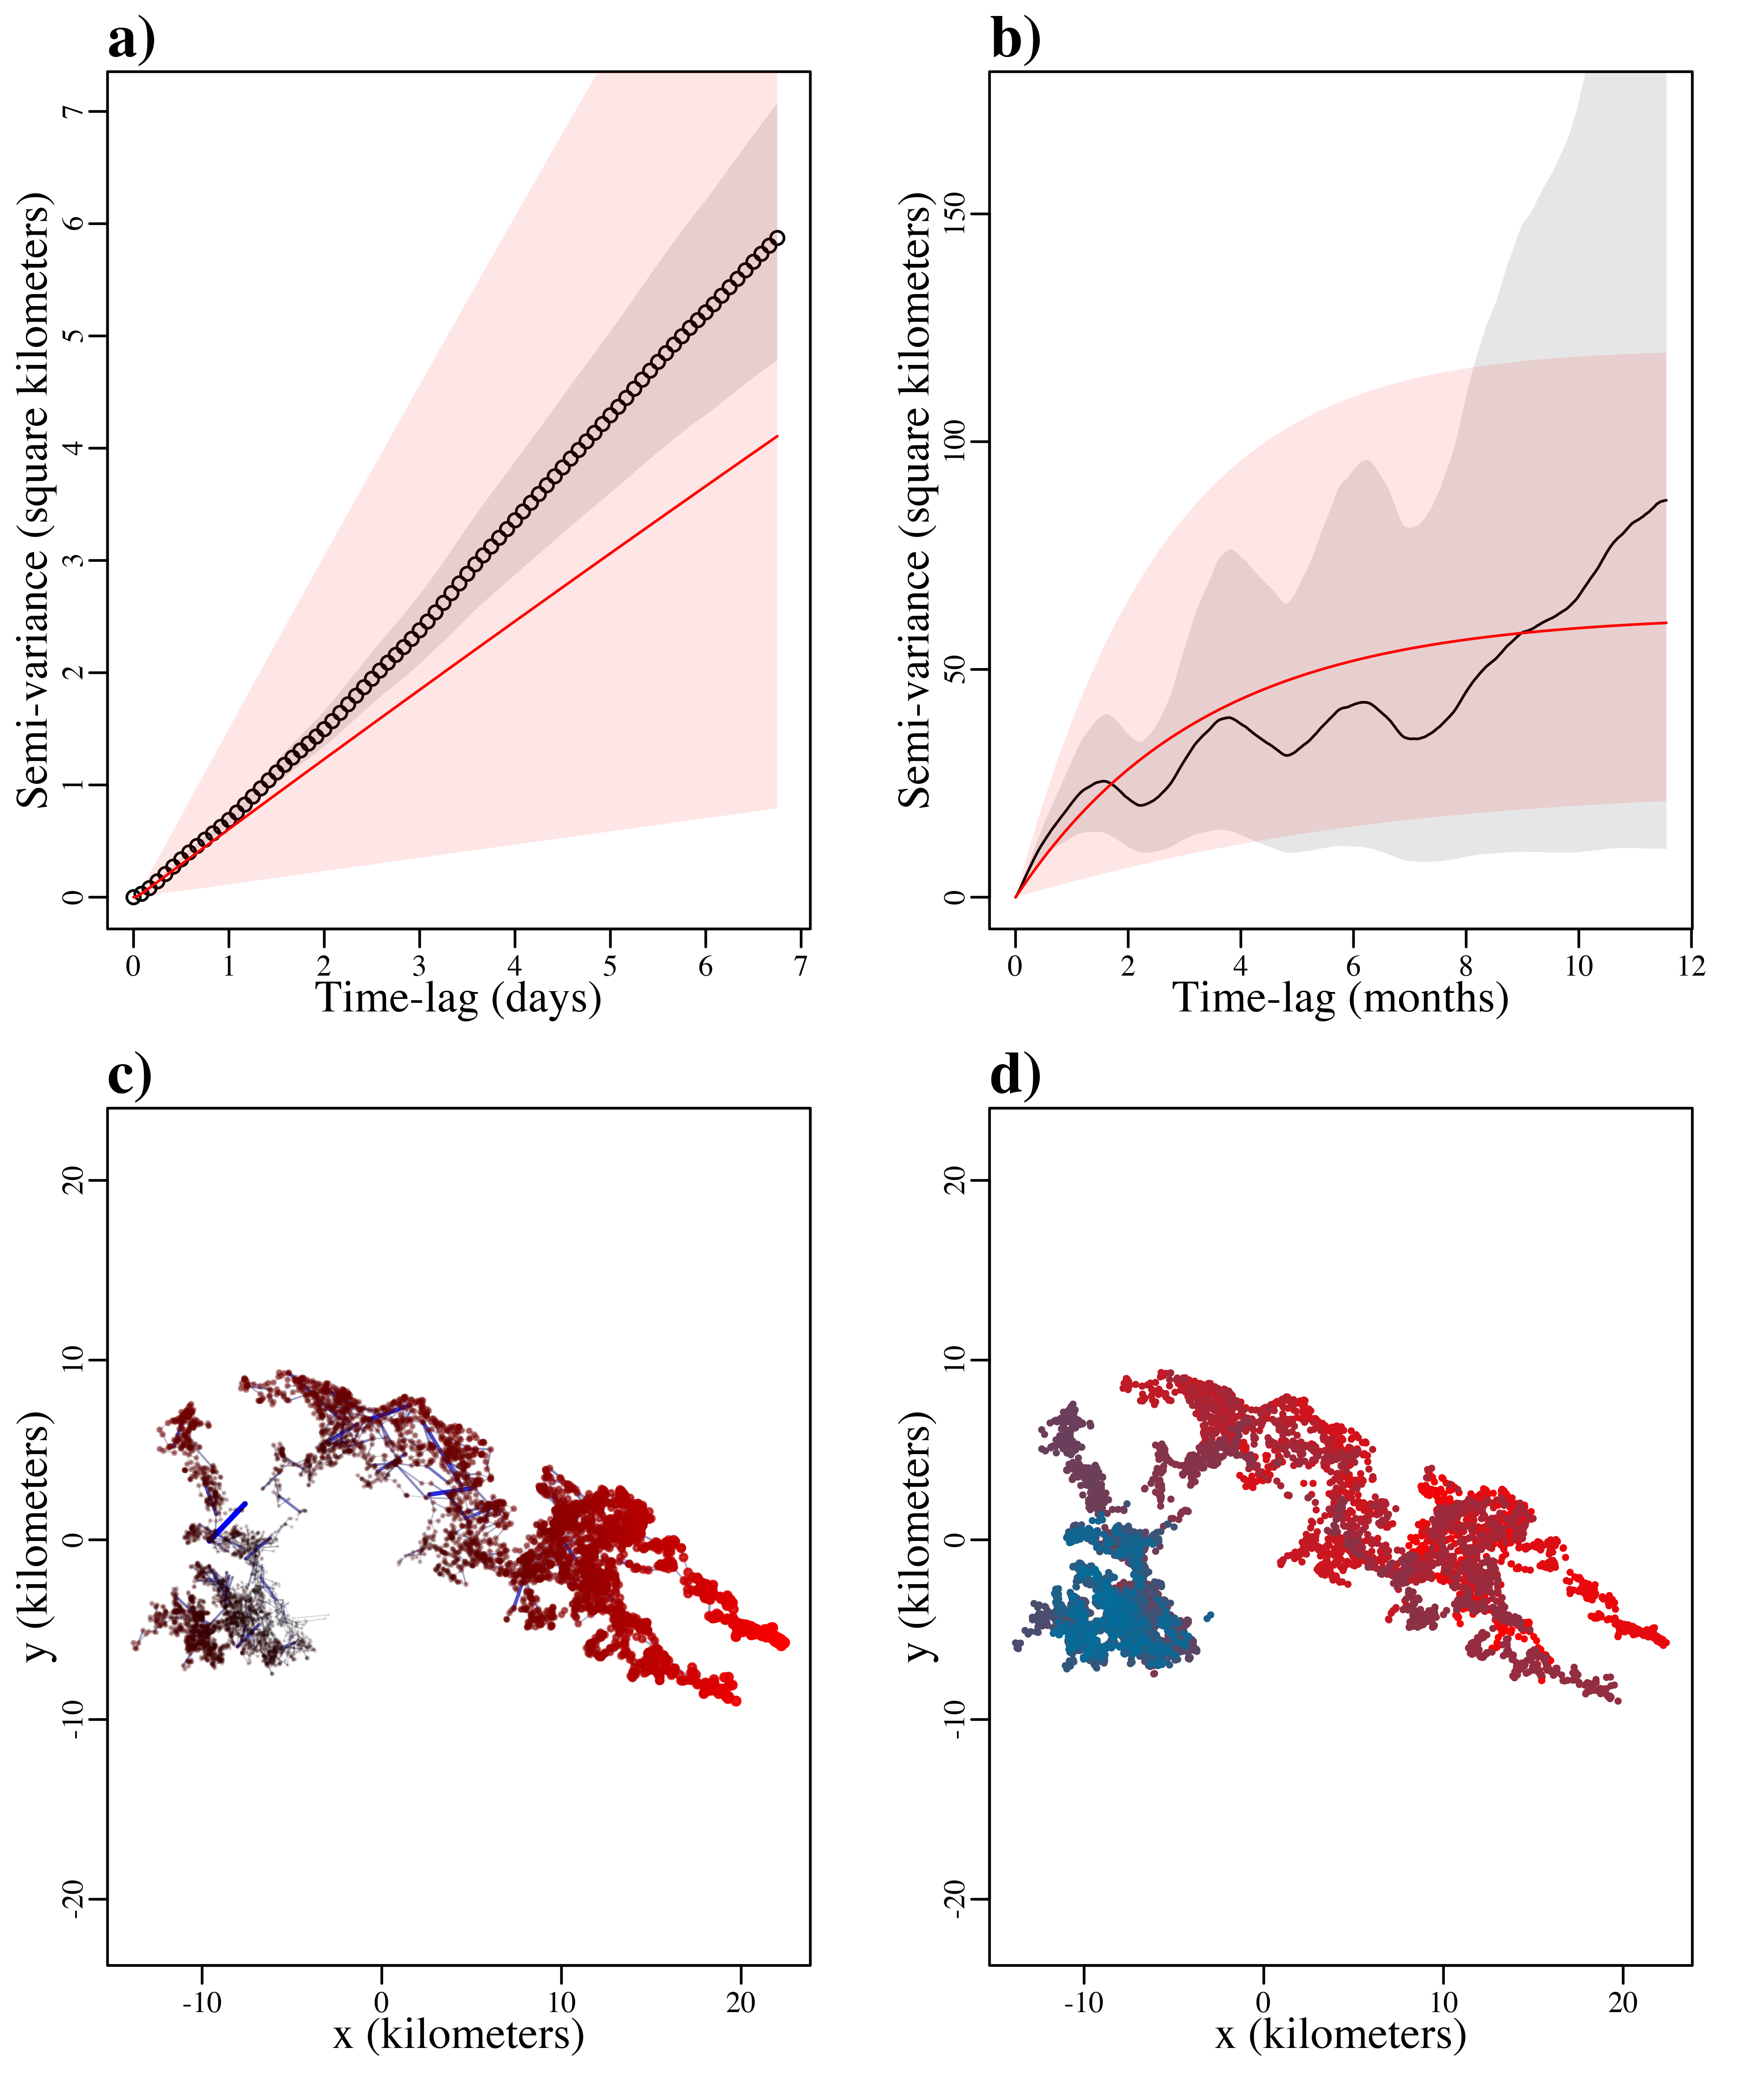 a)
Semi-variance (square kilometers)
7
6
5
4
3
2
1
0
0 1 2 3 4 5 6 7
Time-lag (days)
b)
Semi-variance (square kilometers)
150
100
50
0
0 2 4 6 8 10 12
Time-lag (months)
c)
y (kilometers)
20
10
0
-10
-20
-10 0 10 20
x (kilometers)
d)
y (kilometers)
20
10
0
-10
-20
-10 0 10 20
x (kilometers)